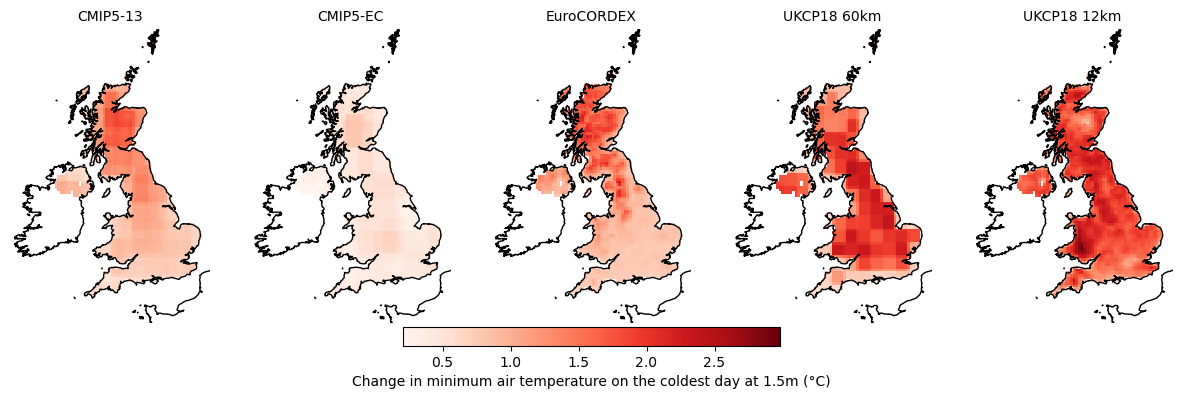 CMIP5-13 CMIP5-EC EuroCORDEX UKCP18 60km UKCP18 12km
0.5 1.0 1.5 2.0 2.5
Change in minimum air temperature on the coldest day at 1.5m (°C)